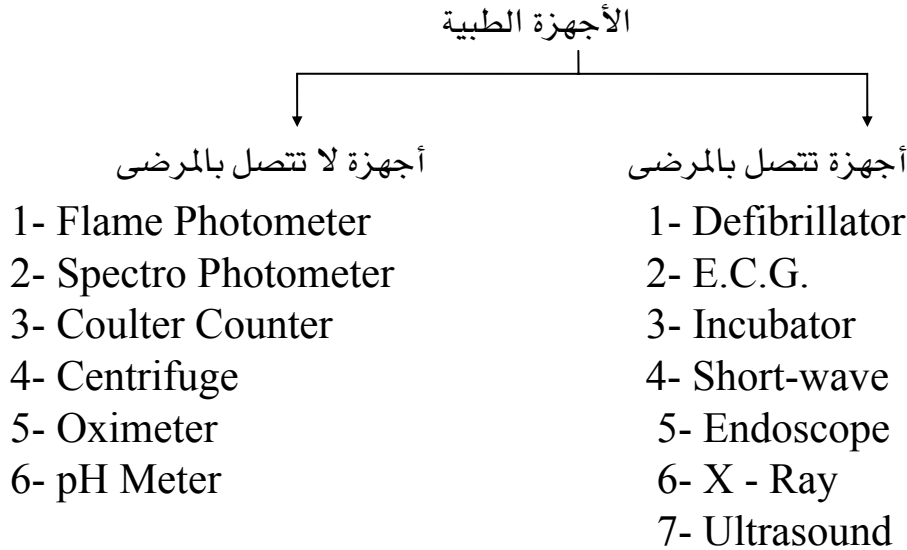 الأجهزة الطبية
أجهزة تتصل بالمرضى
1- Defibrillator
2- E.C.G.
3- Incubator
4- Short-wave
5- Endoscope
6- X - Ray
7- Ultrasound
أجهزة لا تتصل بالمرضى
1- Flame Photometer
2- Spectro Photometer
3- Coulter Counter
4- Centrifuge
5- Oximeter
6- pH Meter